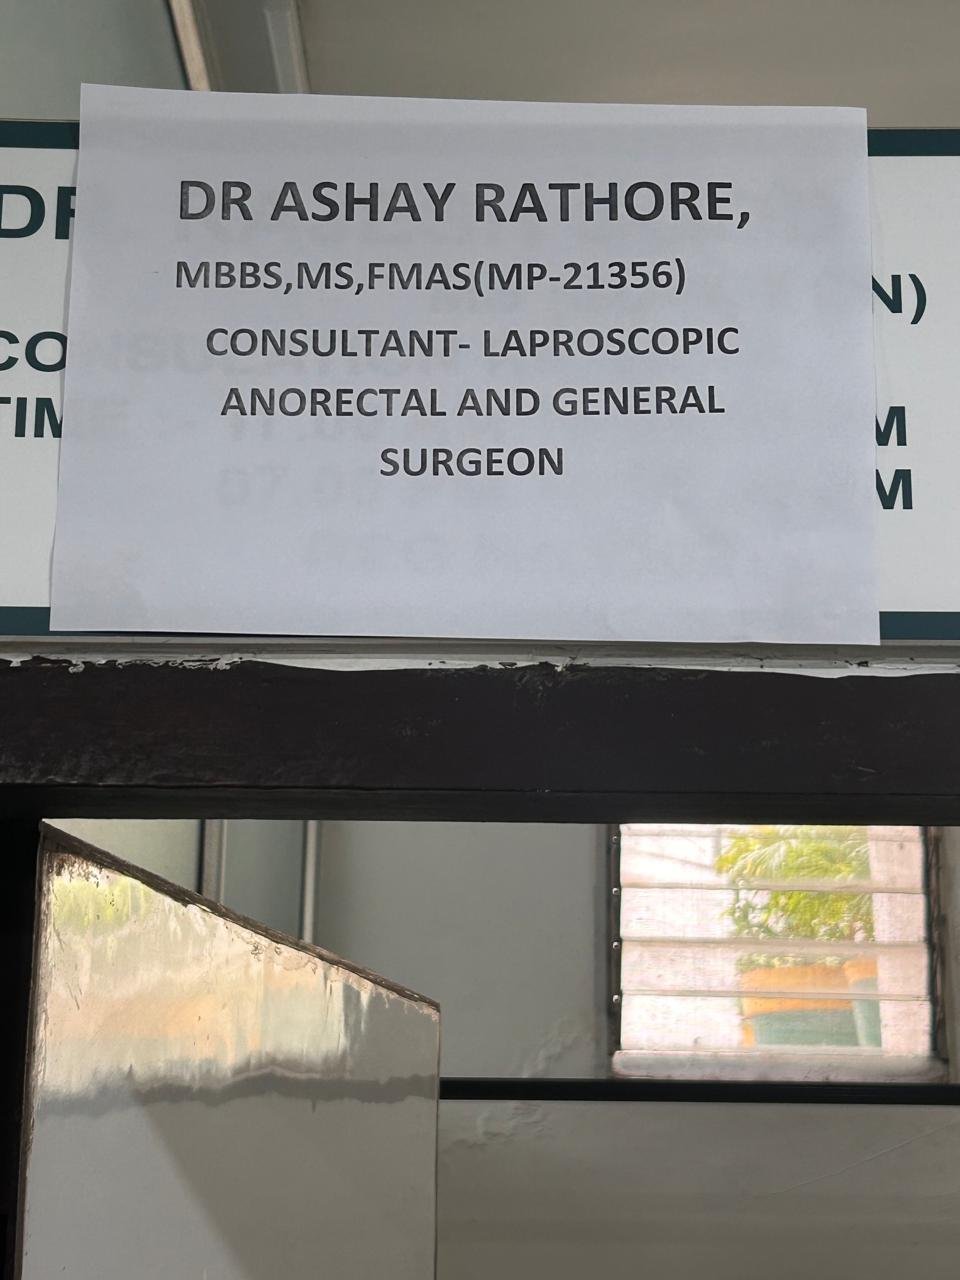 DR ASHAY RATHORE,
MBBS,MS,FMAS(MP-21356)
CONSULTANT- LAPROSCOPIC
ANORECTAL AND GENERAL
SURGEON